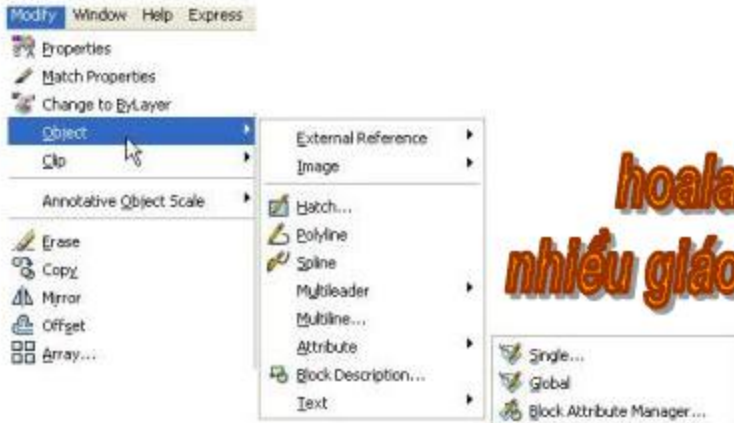 Modify Window Help Express
Properties
Match Properties
Change to ByLayer
Object
Clip
Annotative Object Scale
Erase
Copy
Mirror
Offset
Array...
External Reference
Image
Hatch...
Polyline
Spline
Multileader
Multiline...
Attribute
Block Description...
Text
hoala
nhiều giáo
Single...
Global
Block Attribute Manager...